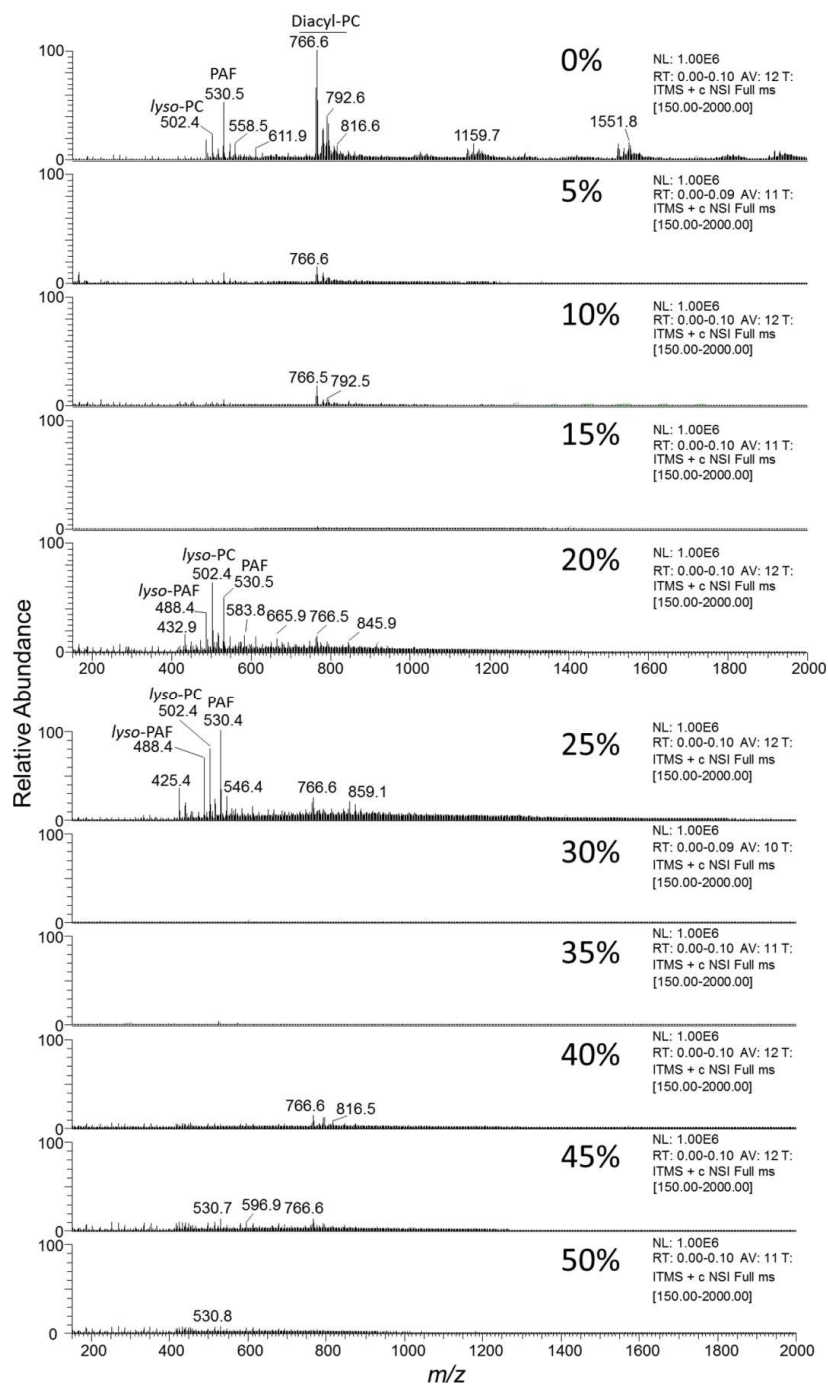 Diacyl-PC
100
766.6
0%
NL: 1.00E6
RT: 0.00-0.10 AV: 12 T:
ITMS + c NSI Full ms
[150.00-2000.00]
PAF
530.5
lyso-PC
502.4
558.5
611.9
792.6
816.6
1159.7
1551.8
0
100
5%
NL: 1.00E6
RT: 0.00-0.09 AV: 11 T:
ITMS + c NSI Full ms
[150.00-2000.00]
766.6
0
100
10%
NL: 1.00E6
RT: 0.00-0.10 AV: 12 T:
ITMS + c NSI Full ms
[150.00-2000.00]
766.5
792.5
0
100
15%
NL: 1.00E6
RT: 0.00-0.10 AV: 11 T:
ITMS + c NSI Full ms
[150.00-2000.00]
0
100
20%
NL: 1.00E6
RT: 0.00-0.10 AV: 12 T:
ITMS + c NSI Full ms
[150.00-2000.00]
lyso-PC
502.4
PAF
530.5
lyso-PAF
488.4
432.9
583.8
665.9
766.5
845.9
0
200 400 600 800 1000 1200 1400 1600 1800 2000
Relative Abundance
100
25%
NL: 1.00E6
RT: 0.00-0.10 AV: 12 T:
ITMS + c NSI Full ms
[150.00-2000.00]
lyso-PC
502.4
PAF
530.4
lyso-PAF
488.4
425.4
546.4
766.6
859.1
0
100
30%
NL: 1.00E6
RT: 0.00-0.09 AV: 10 T:
ITMS + c NSI Full ms
[150.00-2000.00]
0
100
35%
NL: 1.00E6
RT: 0.00-0.10 AV: 11 T:
ITMS + c NSI Full ms
[150.00-2000.00]
0
100
40%
NL: 1.00E6
RT: 0.00-0.10 AV: 12 T:
ITMS + c NSI Full ms
[150.00-2000.00]
766.6
816.5
0
100
45%
NL: 1.00E6
RT: 0.00-0.10 AV: 12 T:
ITMS + c NSI Full ms
[150.00-2000.00]
530.7
596.9
766.6
0
100
50%
NL: 1.00E6
RT: 0.00-0.10 AV: 11 T:
ITMS + c NSI Full ms
[150.00-2000.00]
530.8
0
200 400 600 800 1000 1200 1400 1600 1800 2000
m/z